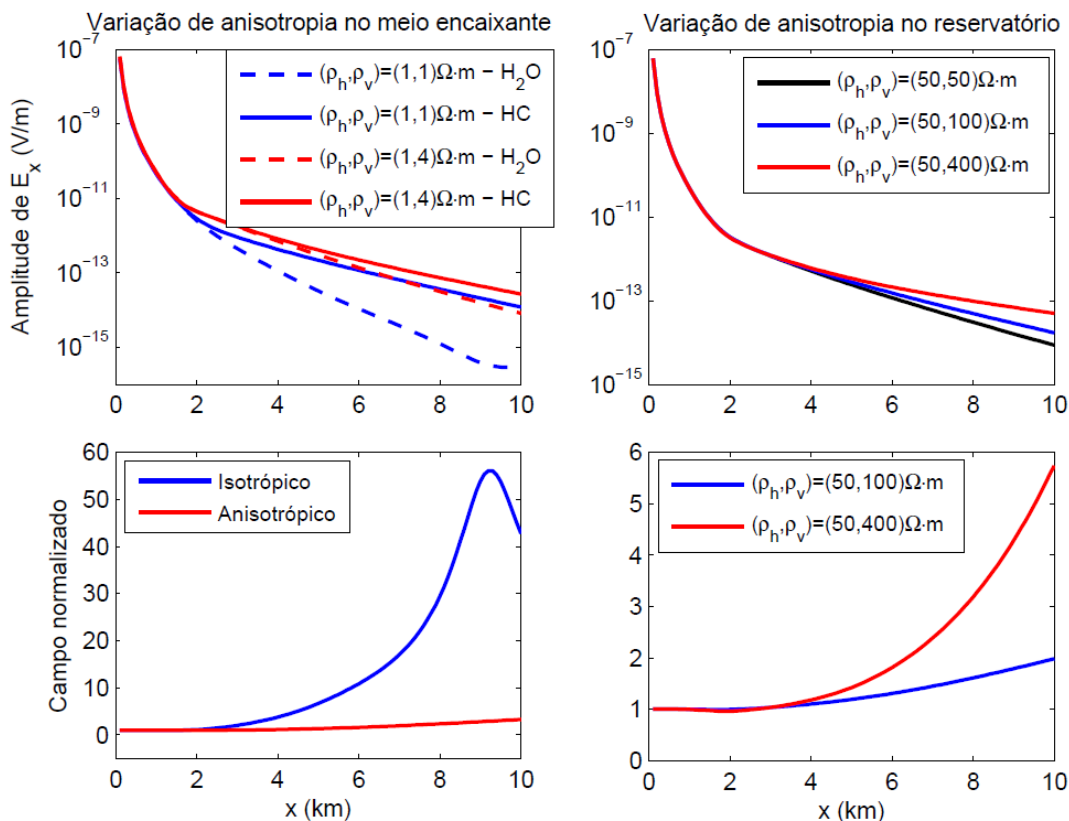 Variação de anisotropia no meio encaixante
Amplitude de E_x (V/m)
10^-7
10^-9
10^-11
10^-13
10^-15
(ρ_h,ρ_v)=(1,1)Ω·m − H_2O
(ρ_h,ρ_v)=(1,1)Ω·m − HC
(ρ_h,ρ_v)=(1,4)Ω·m − H_2O
(ρ_h,ρ_v)=(1,4)Ω·m − HC
0 2 4 6 8 10
Variação de anisotropia no reservatório
10^-7
10^-9
10^-11
10^-13
10^-15
(ρ_h,ρ_v)=(50,50)Ω·m
(ρ_h,ρ_v)=(50,100)Ω·m
(ρ_h,ρ_v)=(50,400)Ω·m
0 2 4 6 8 10
Campo normalizado
60
50
40
30
20
10
0
Isotrópico
Anisotrópico
0 2 4 6 8 10
x (km)
6
5
4
3
2
1
0
(ρ_h,ρ_v)=(50,100)Ω·m
(ρ_h,ρ_v)=(50,400)Ω·m
0 2 4 6 8 10
x (km)